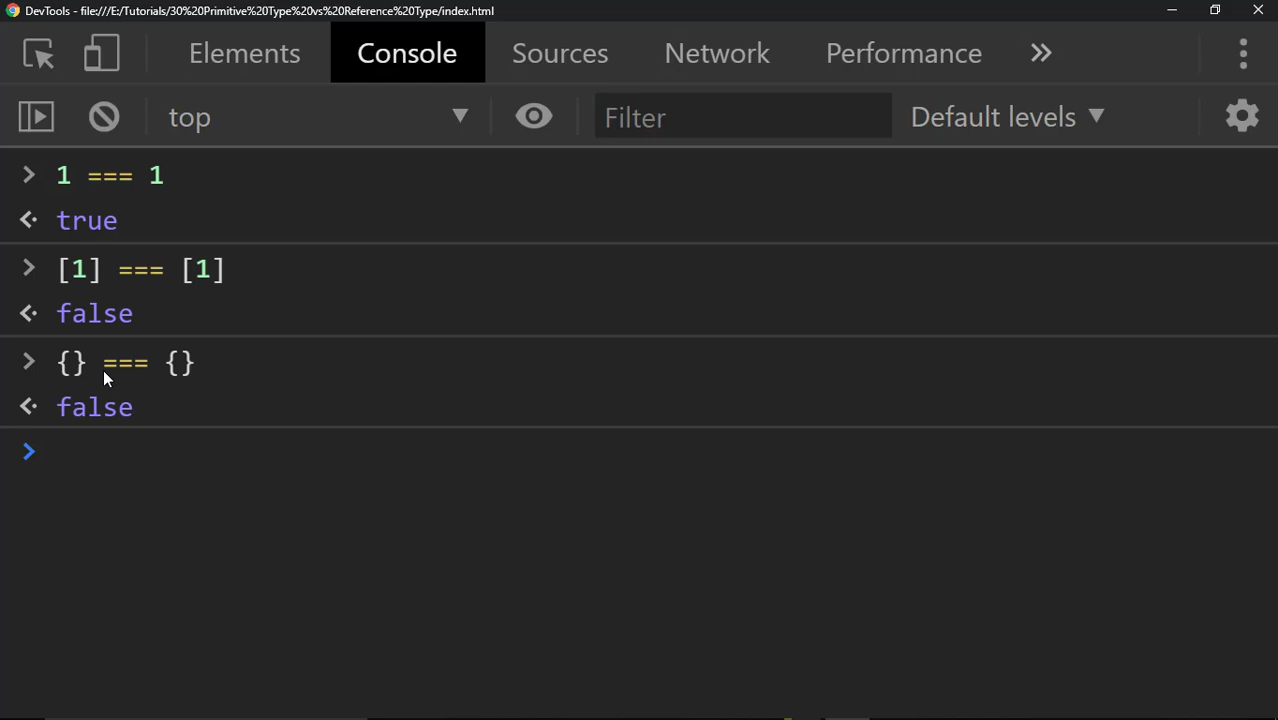 DevTools - file:///E:/Tutorials/30%20Primitive%20Type%20vs%20Reference%20Type/index.html
Elements Console Sources Network Performance »
top ▼ Filter Default levels ▼
> 1 === 1
true
> [1] === [1]
false
> {} === {}
false
>